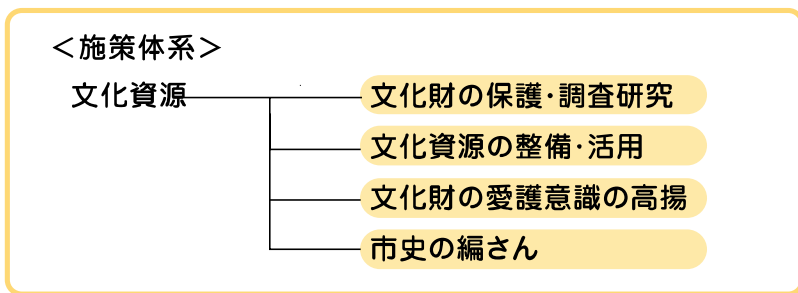 ＜施策体系＞
文化資源
文化財の保護・調査研究
文化資源の整備・活用
文化財の愛護意識の高揚
市史の編さん